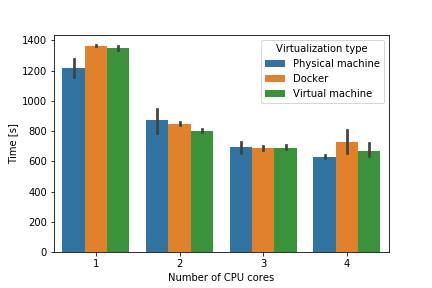 1400
1200
1000
800
600
400
200
0
Time [s]
Virtualization type
Physical machine
Docker
Virtual machine
1 2 3 4
Number of CPU cores